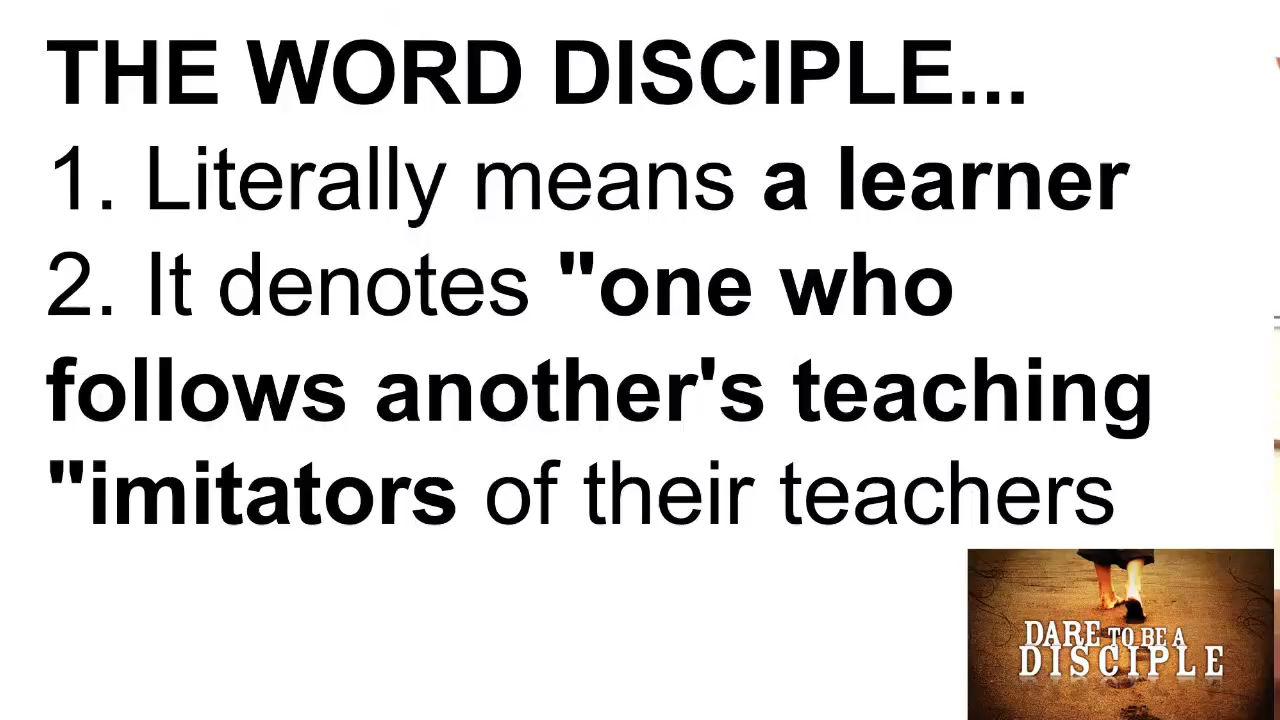 THE WORD DISCIPLE...
1. Literally means a learner
2. It denotes "one who
follows another's teaching
"imitators of their teachers
DARE TO BE A
DISCIPLE